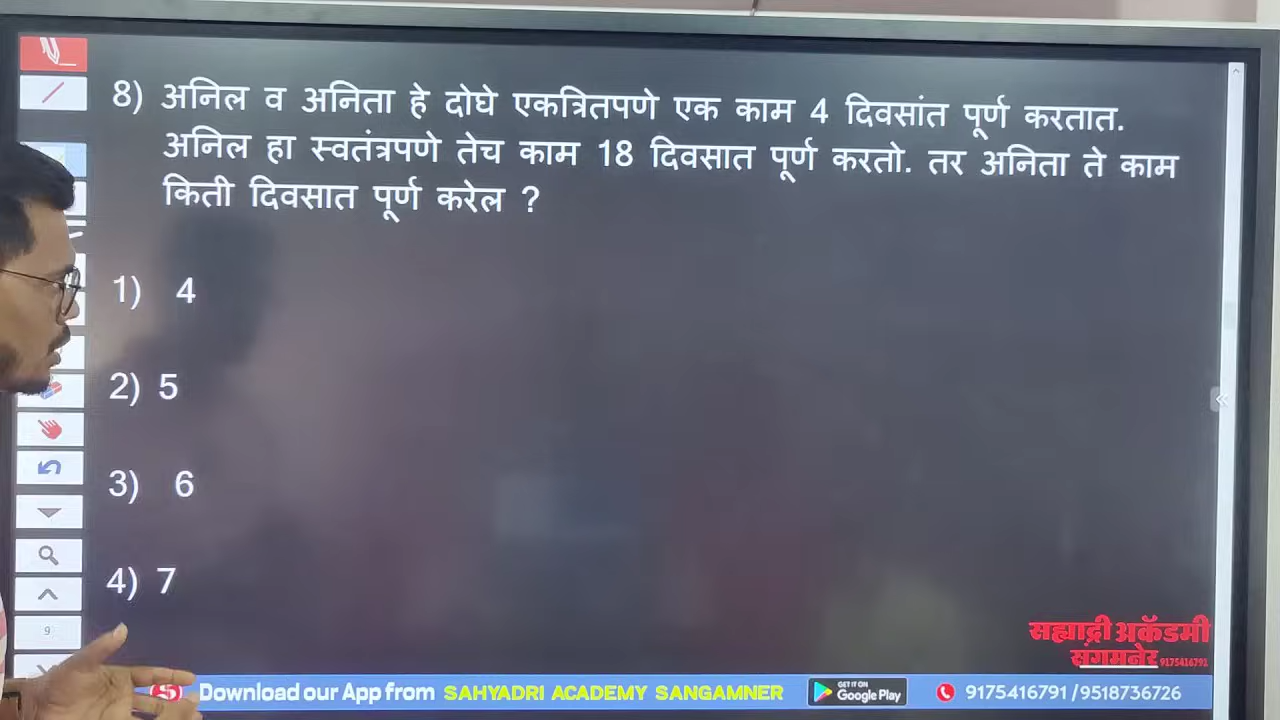 8) अनिल व अनिता हे दोघे एकत्रितपणे एक काम 4 दिवसांत पूर्ण करतात.
अनिल हा स्वतंत्रपणे तेच काम 18 दिवसात पूर्ण करतो. तर अनिता ते काम
किती दिवसात पूर्ण करेल ?
1) 4
2) 5
3) 6
4) 7
9
सह्याद्री अकॅडमी
संगमनेर 9175416791
Download our App from SAHYADRI ACADEMY SANGAMNER GET IT ON Google Play 9175416791 /9518736726